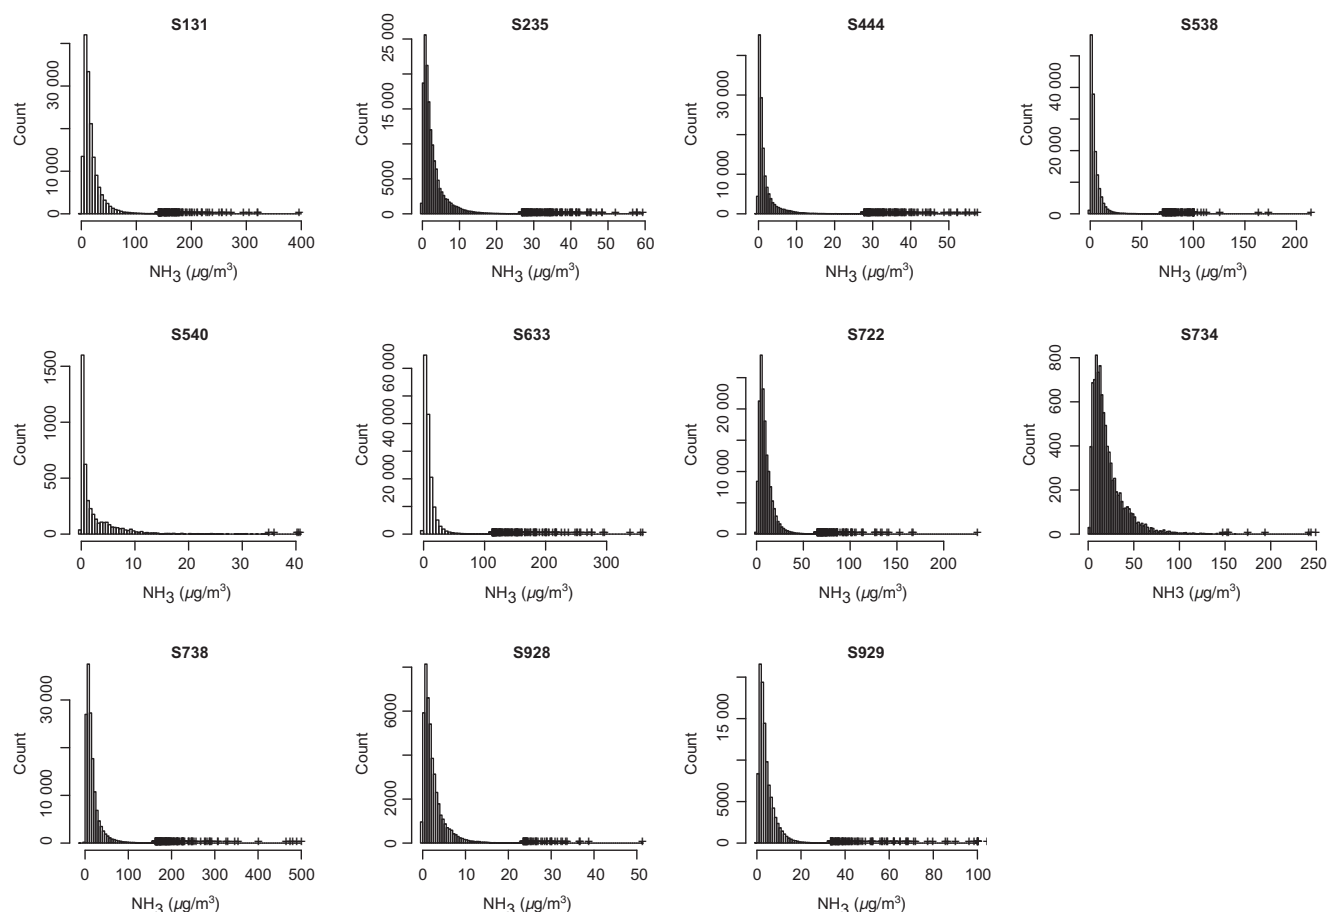 S131
S235
S444
S538
Count
0
10 000
30 000
0 100 200 300 400
NH3 (µg/m³)
Count
0
5000
15 000
25 000
0 10 20 30 40 50 60
NH3 (µg/m³)
Count
0
10 000
30 000
0 10 20 30 40 50
NH3 (µg/m³)
Count
0
20 000
40 000
0 50 100 150 200
NH3 (µg/m³)
S540
S633
S722
S734
Count
0
500
1000
1500
0 10 20 30 40
NH3 (µg/m³)
Count
0
20 000
40 000
60 000
0 100 200 300
NH3 (µg/m³)
Count
0
10 000
20 000
0 50 100 150 200
NH3 (µg/m³)
Count
0
200
400
600
800
0 50 100 150 200 250
NH3 (µg/m³)
S738
S928
S929
Count
0
10 000
30 000
0 100 200 300 400 500
NH3 (µg/m³)
Count
0
2000
6000
0 10 20 30 40 50
NH3 (µg/m³)
Count
0
5000
15 000
0 20 40 60 80 100
NH3 (µg/m³)